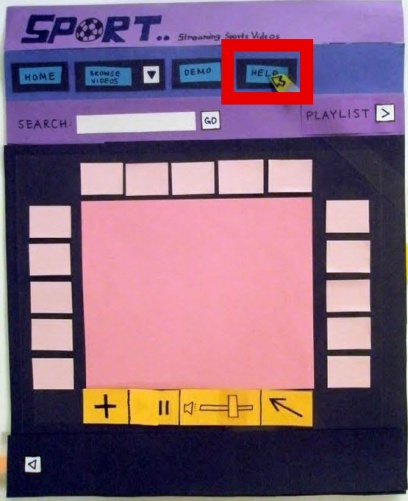 SPORT.. Streaming Sports Videos
HOME BROWSE VIDEOS DEMO HELP
SEARCH: GO PLAYLIST >